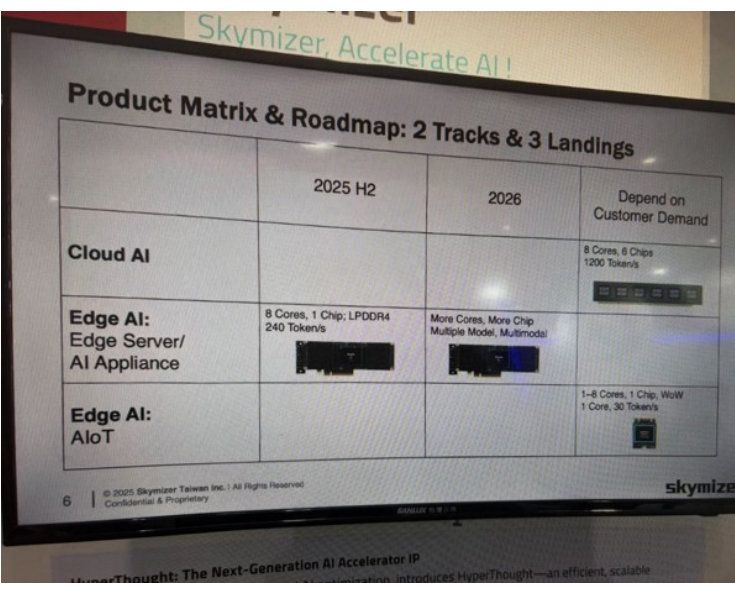 Skymizer, Accelerate AI !
Product Matrix & Roadmap: 2 Tracks & 3 Landings
2025 H2
2026
Depend on
Customer Demand
Cloud AI
8 Cores, 6 Chips
1200 Token/s
Edge AI:
Edge Server/
AI Appliance
8 Cores, 1 Chip; LPDDR4
240 Token/s
More Cores, More Chip
Multiple Model, Multimodal
Edge AI:
AIoT
1–8 Cores, 1 Chip, WoW
1 Core, 30 Token/s
6
© 2025 Skymizer Taiwan Inc. | All Rights Reserved
Confidential & Proprietary
skymize
SANLUX
HyperThought: The Next-Generation AI Accelerator IP
optimization, introduces HyperThought—an efficient, scalable